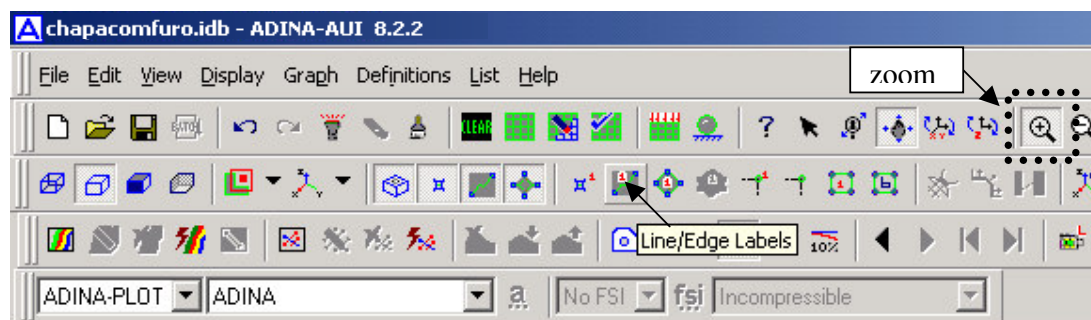 chapacomfuro.idb - ADINA-AUI 8.2.2
File Edit View Display Graph Definitions List Help
zoom
CLEAR
?
Line/Edge Labels
10%
ADINA-PLOT ADINA a No FSI fsi Incompressible